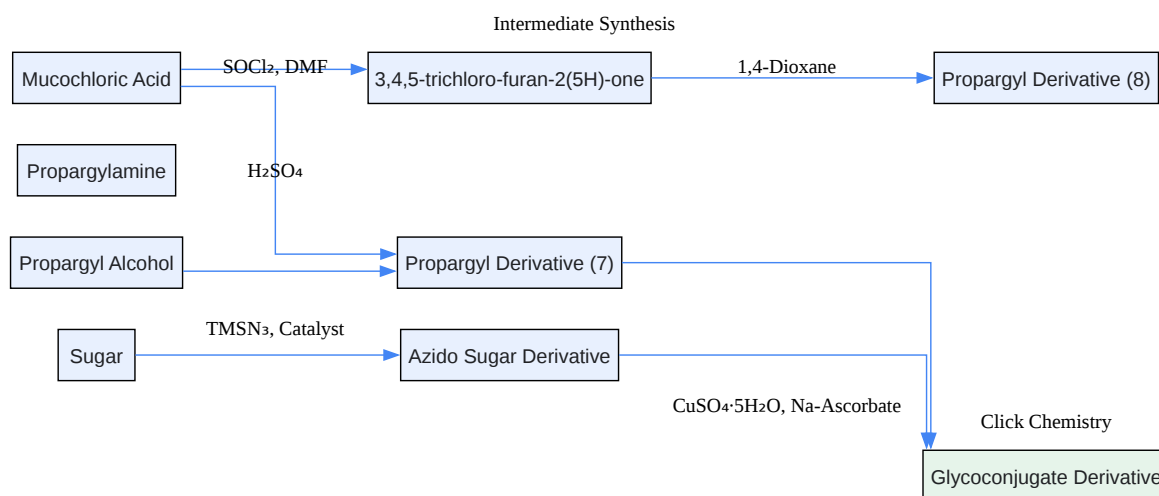 Intermediate Synthesis
Mucochloric Acid
SOCl₂, DMF
3,4,5-trichloro-furan-2(5H)-one
1,4-Dioxane
Propargyl Derivative (8)
Propargylamine
H₂SO₄
Propargyl Alcohol
Propargyl Derivative (7)
Sugar
TMSN₃, Catalyst
Azido Sugar Derivative
CuSO₄·5H₂O, Na-Ascorbate
Click Chemistry
Glycoconjugate Derivative